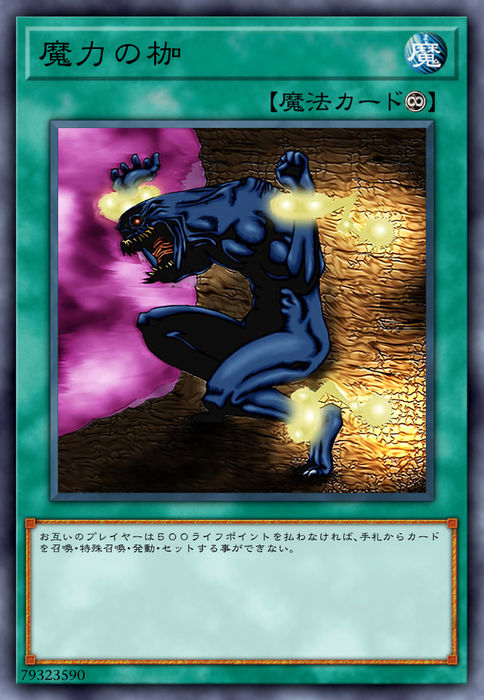 魔力の枷
魔
【魔法カード】
お互いのプレイヤーは５００ライフポイントを払わなければ、手札からカード
を召喚・特殊召喚・発動・セットする事ができない。
79323590